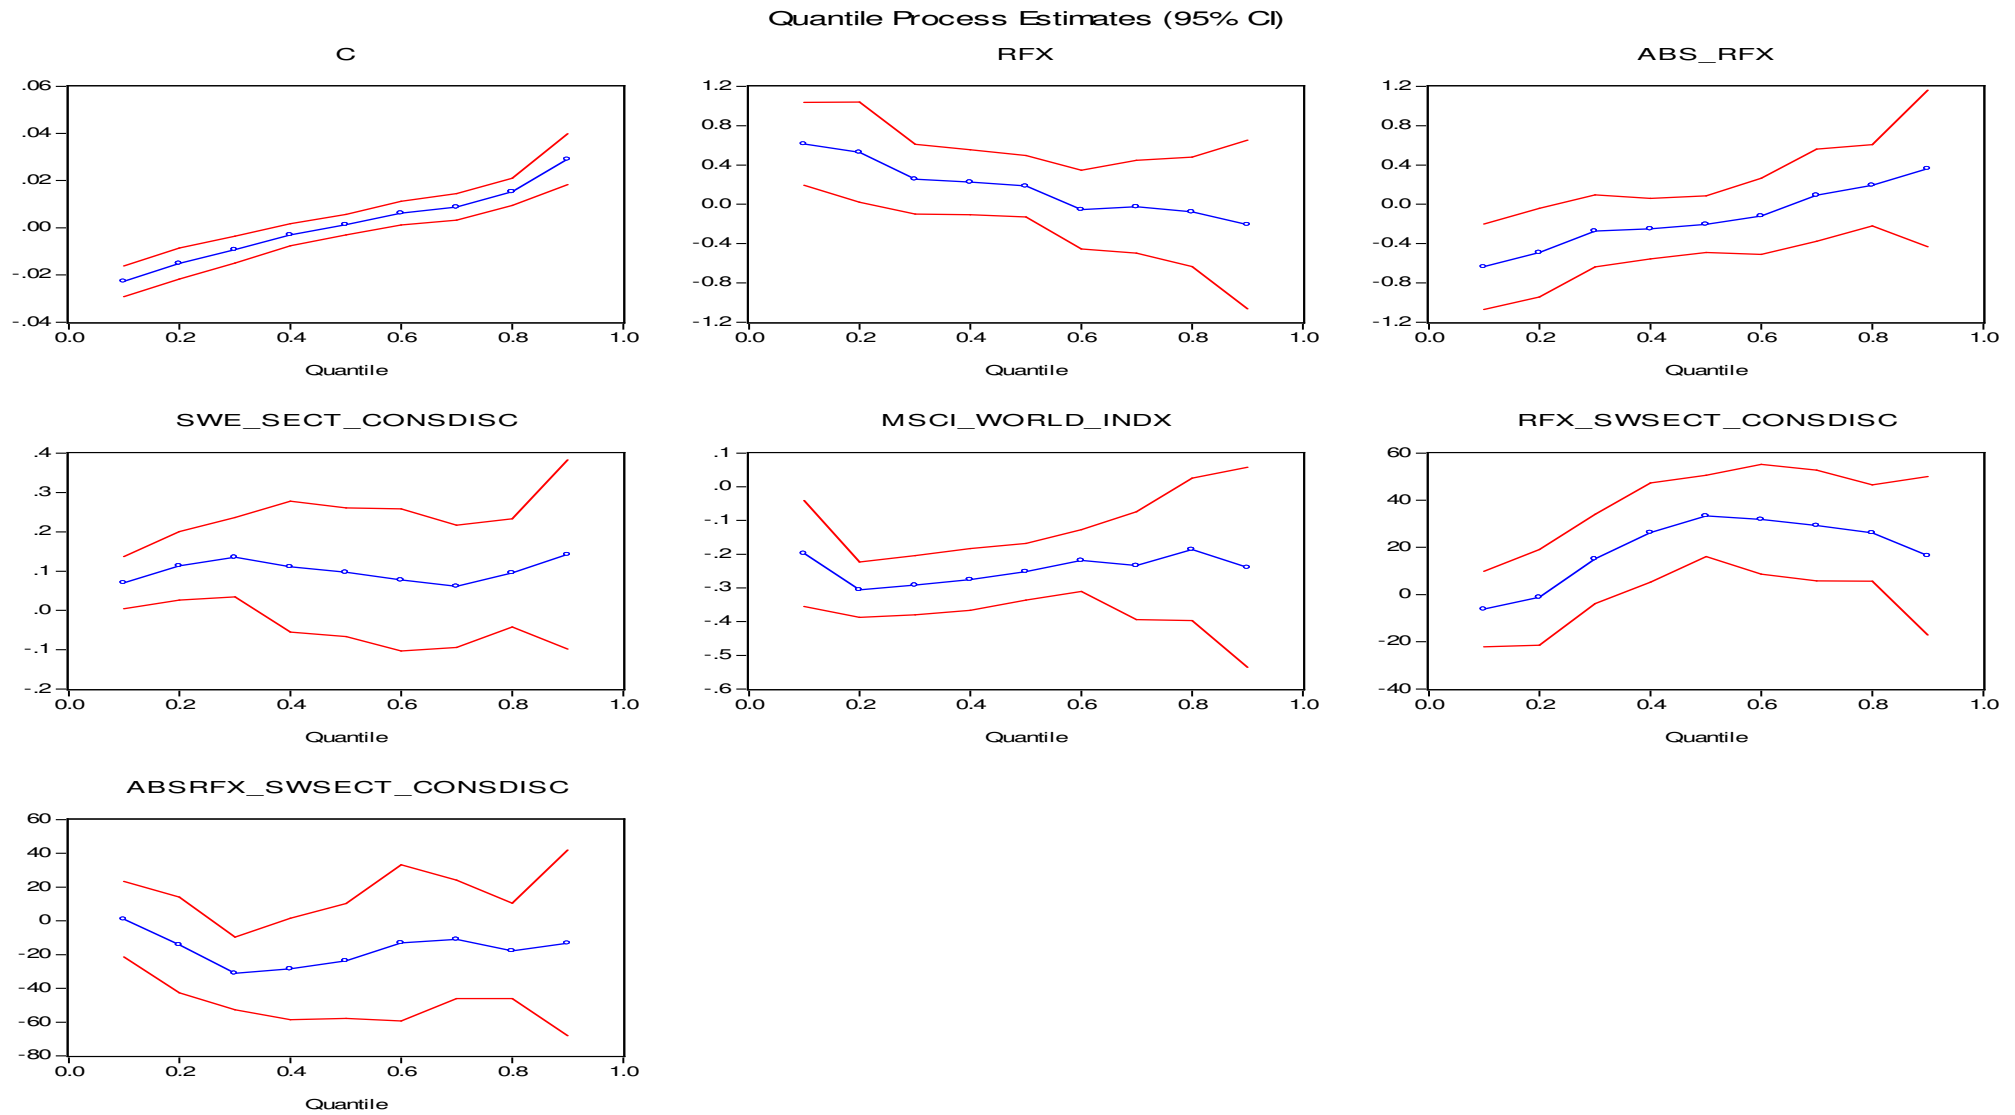 Quantile Process Estimates (95% CI)
C
.06
.04
.02
.00
-.02
-.04
0.0 0.2 0.4 0.6 0.8 1.0
Quantile
RFX
1.2
0.8
0.4
0.0
-0.4
-0.8
-1.2
0.0 0.2 0.4 0.6 0.8 1.0
Quantile
ABS_RFX
1.2
0.8
0.4
0.0
-0.4
-0.8
-1.2
0.0 0.2 0.4 0.6 0.8 1.0
Quantile
SWE_SECT_CONSDISC
.4
.3
.2
.1
.0
-.1
-.2
0.0 0.2 0.4 0.6 0.8 1.0
Quantile
MSCI_WORLD_INDX
.1
.0
-.1
-.2
-.3
-.4
-.5
-.6
0.0 0.2 0.4 0.6 0.8 1.0
Quantile
RFX_SWSECT_CONSDISC
60
40
20
0
-20
-40
0.0 0.2 0.4 0.6 0.8 1.0
Quantile
ABSRFX_SWSECT_CONSDISC
60
40
20
0
-20
-40
-60
-80
0.0 0.2 0.4 0.6 0.8 1.0
Quantile